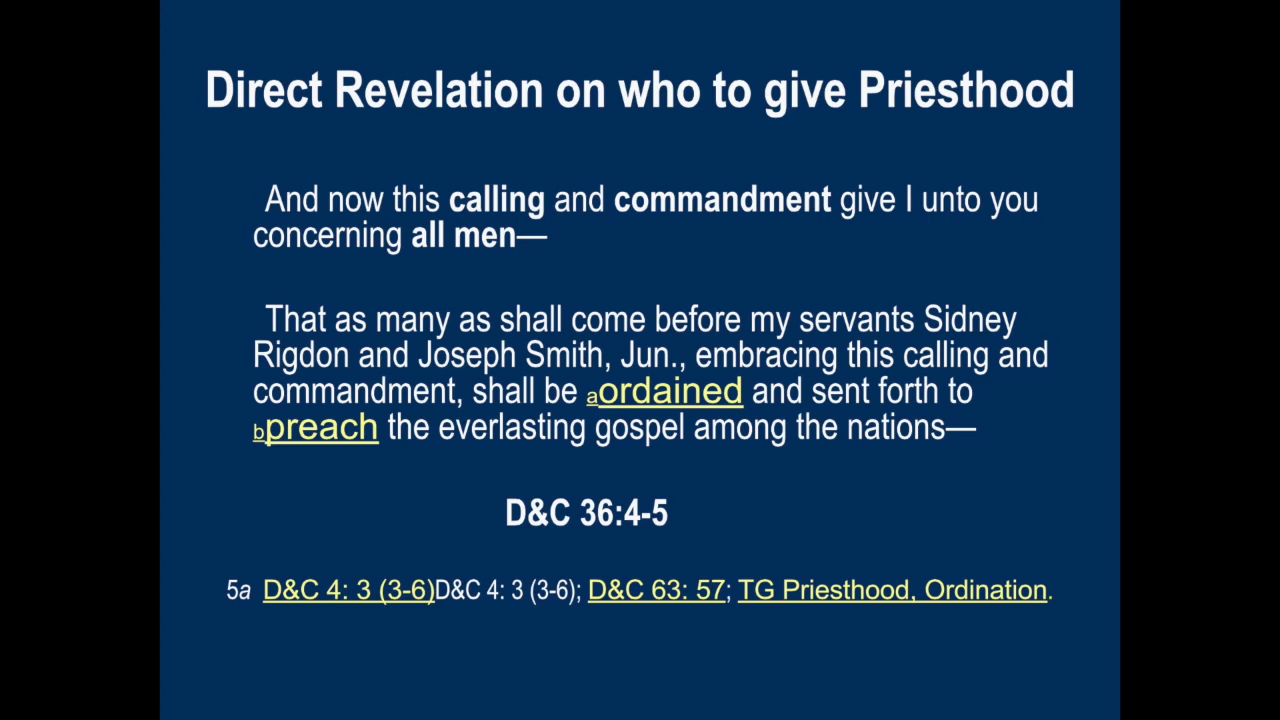 Direct Revelation on who to give Priesthood
And now this calling and commandment give I unto you
concerning all men—
That as many as shall come before my servants Sidney
Rigdon and Joseph Smith, Jun., embracing this calling and
commandment, shall be aordained and sent forth to
bpreach the everlasting gospel among the nations—
D&C 36:4-5
5a D&C 4: 3 (3-6)D&C 4: 3 (3-6); D&C 63: 57; TG Priesthood, Ordination.